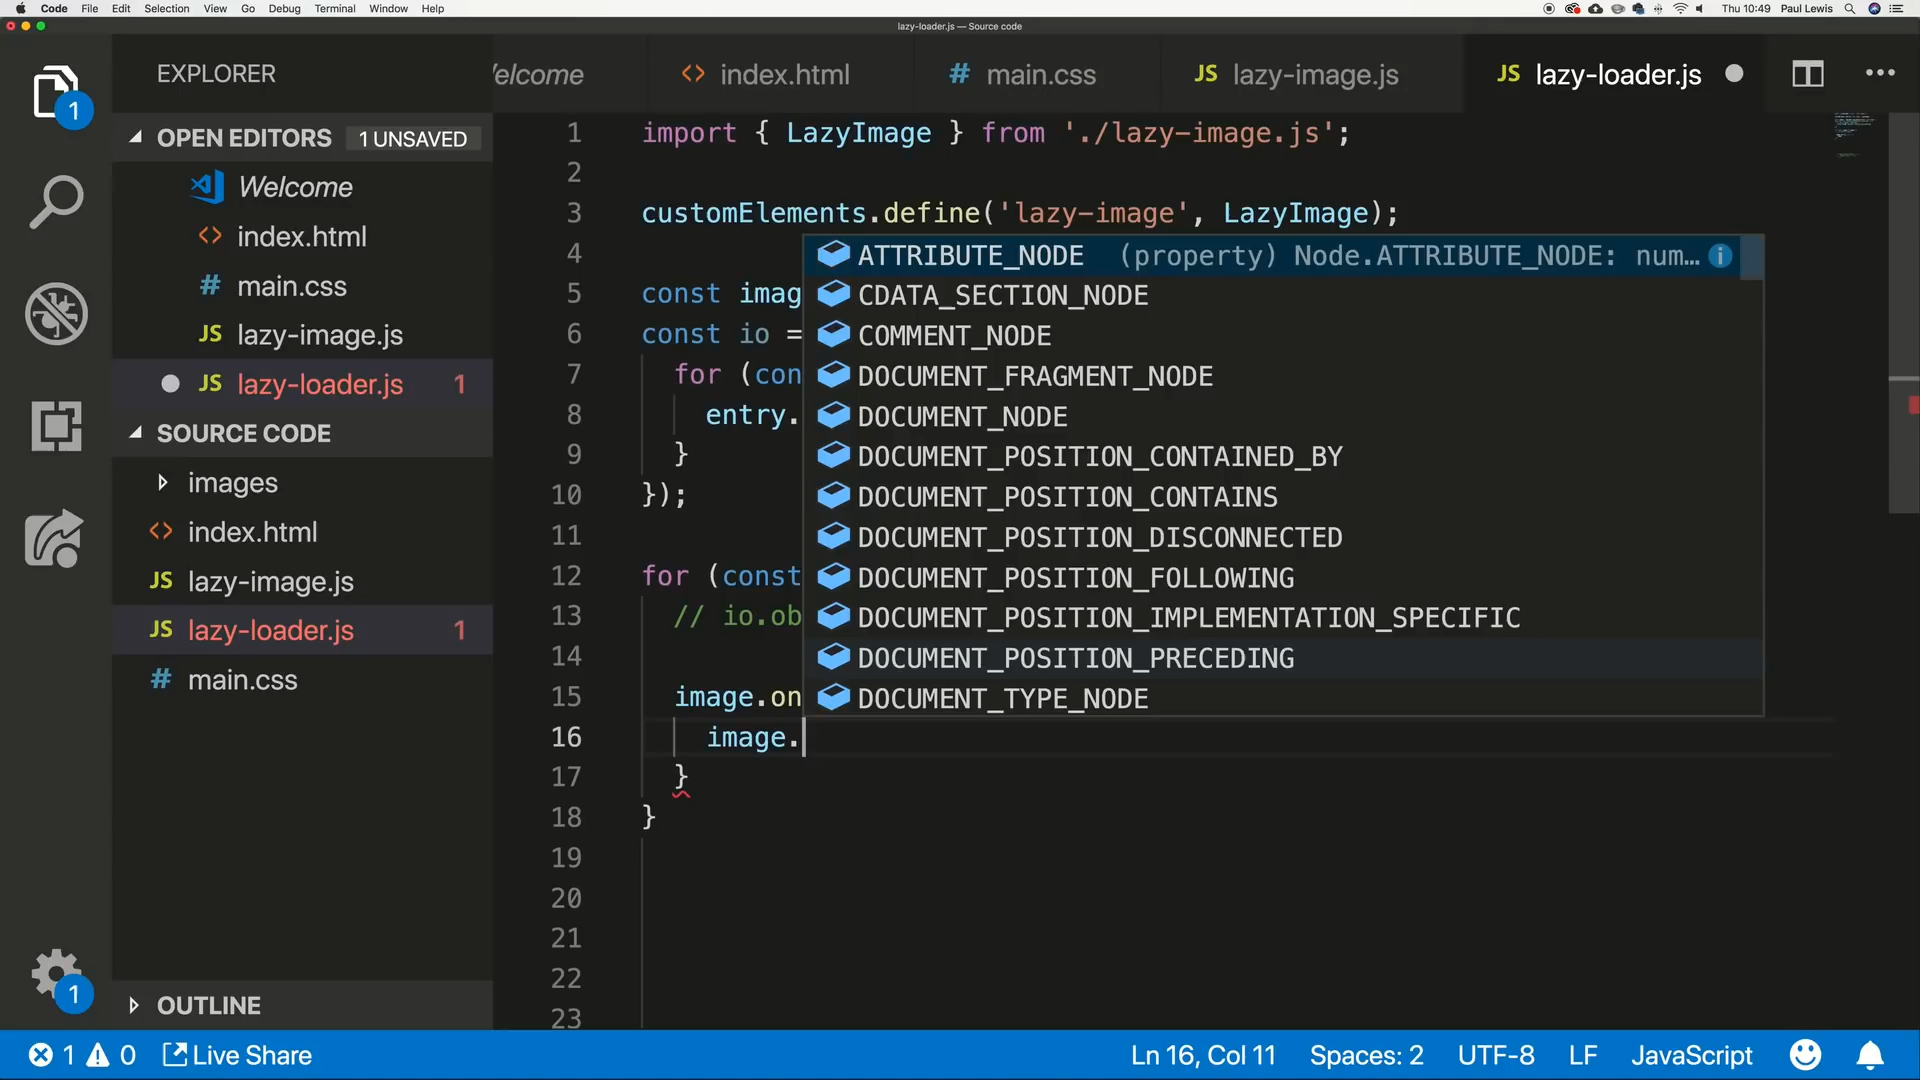 Code File Edit Selection View Go Debug Terminal Window Help
Thu 10:49 Paul Lewis
lazy-loader.js — Source code
EXPLORER
OPEN EDITORS 1 UNSAVED
Welcome
index.html
main.css
lazy-image.js
lazy-loader.js 1
SOURCE CODE
images
index.html
lazy-image.js
lazy-loader.js 1
main.css
OUTLINE
1
1
elcome index.html main.css lazy-image.js lazy-loader.js
1 import { LazyImage } from './lazy-image.js';
2
3 customElements.define('lazy-image', LazyImage);
4
5 const imag
6 const io =
7 for (con
8 entry.
9 }
10 });
11
12 for (const
13 // io.ob
14
15 image.on
16 image.
17 }
18 }
19
20
21
22
23
ATTRIBUTE_NODE (property) Node.ATTRIBUTE_NODE: num…
CDATA_SECTION_NODE
COMMENT_NODE
DOCUMENT_FRAGMENT_NODE
DOCUMENT_NODE
DOCUMENT_POSITION_CONTAINED_BY
DOCUMENT_POSITION_CONTAINS
DOCUMENT_POSITION_DISCONNECTED
DOCUMENT_POSITION_FOLLOWING
DOCUMENT_POSITION_IMPLEMENTATION_SPECIFIC
DOCUMENT_POSITION_PRECEDING
DOCUMENT_TYPE_NODE
1 0 Live Share Ln 16, Col 11 Spaces: 2 UTF-8 LF JavaScript